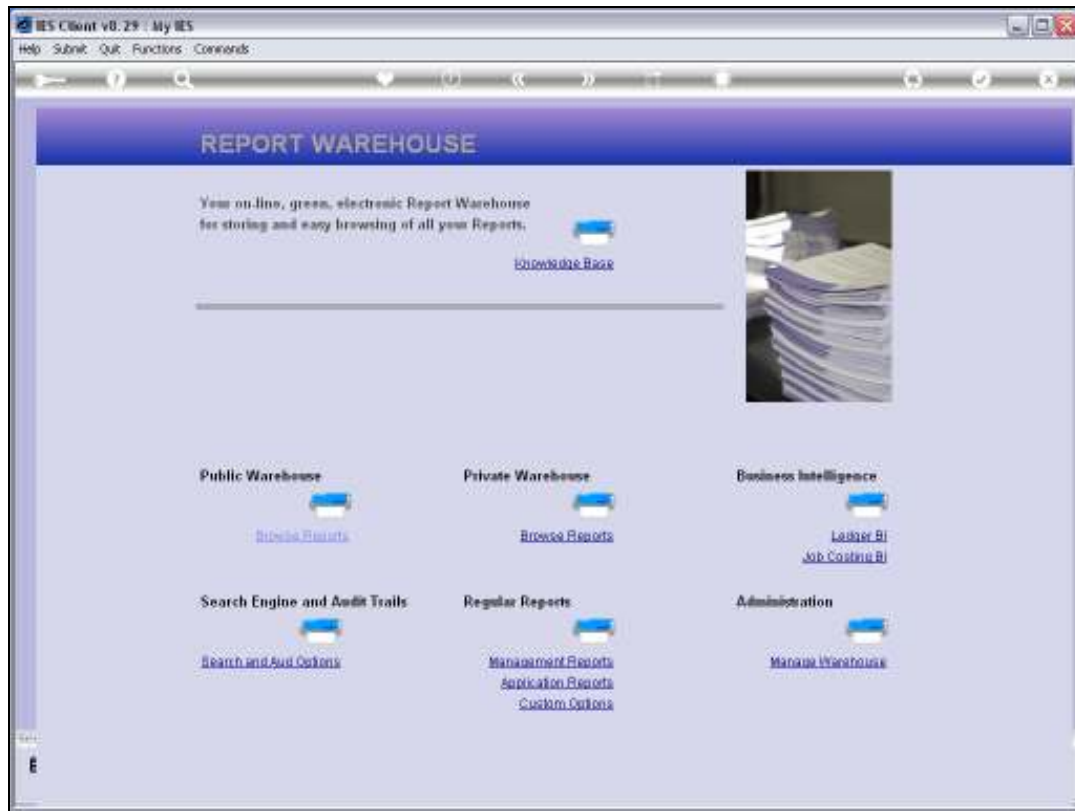 IES Client v8.29 : My IES
Help Submit Quit Functions Commands
REPORT WAREHOUSE
Your on-line, green, electronic Report Warehouse
for storing and easy browsing of all your Reports.
Knowledge Base
Public Warehouse Private Warehouse Business Intelligence
Browse Reports Browse Reports Ledger BI
Job Costing BI
Search Engine and Audit Trails Regular Reports Administration
Search and Aud Options Management Reports Manage Warehouse
Application Reports
Custom Options